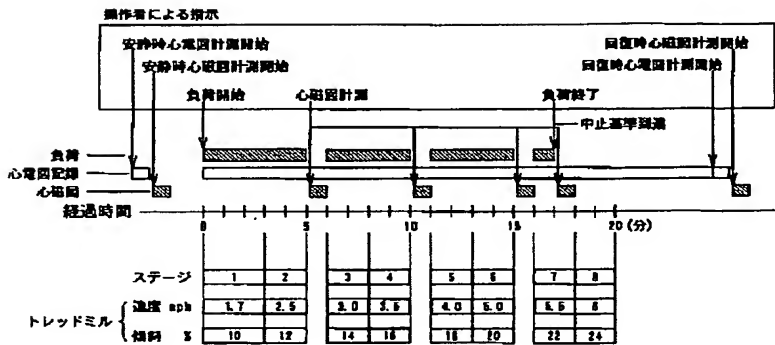 操作者による指示
安静時心電図計測開始
回復時心磁図計測開始
安静時心磁図計測開始
回復時心電図計測開始
負荷開始
心磁図計測
負荷終了
中止基準到達
負荷
心電図記録
心磁図
経過時間
0 5 10 15 20 (分)
ステージ 1 2 3 4 5 6 7 8
トレッドミル
速度 mph 1.7 2.5 3.0 3.5 4.0 5.0 5.5 6
傾斜 % 10 12 14 16 18 20 22 24